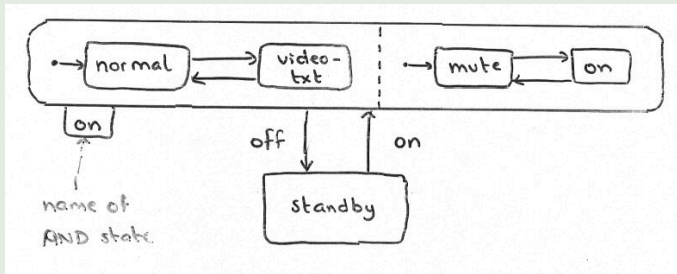 normal
video-
txt
mute
on
on
off
on
standby
name of
AND state